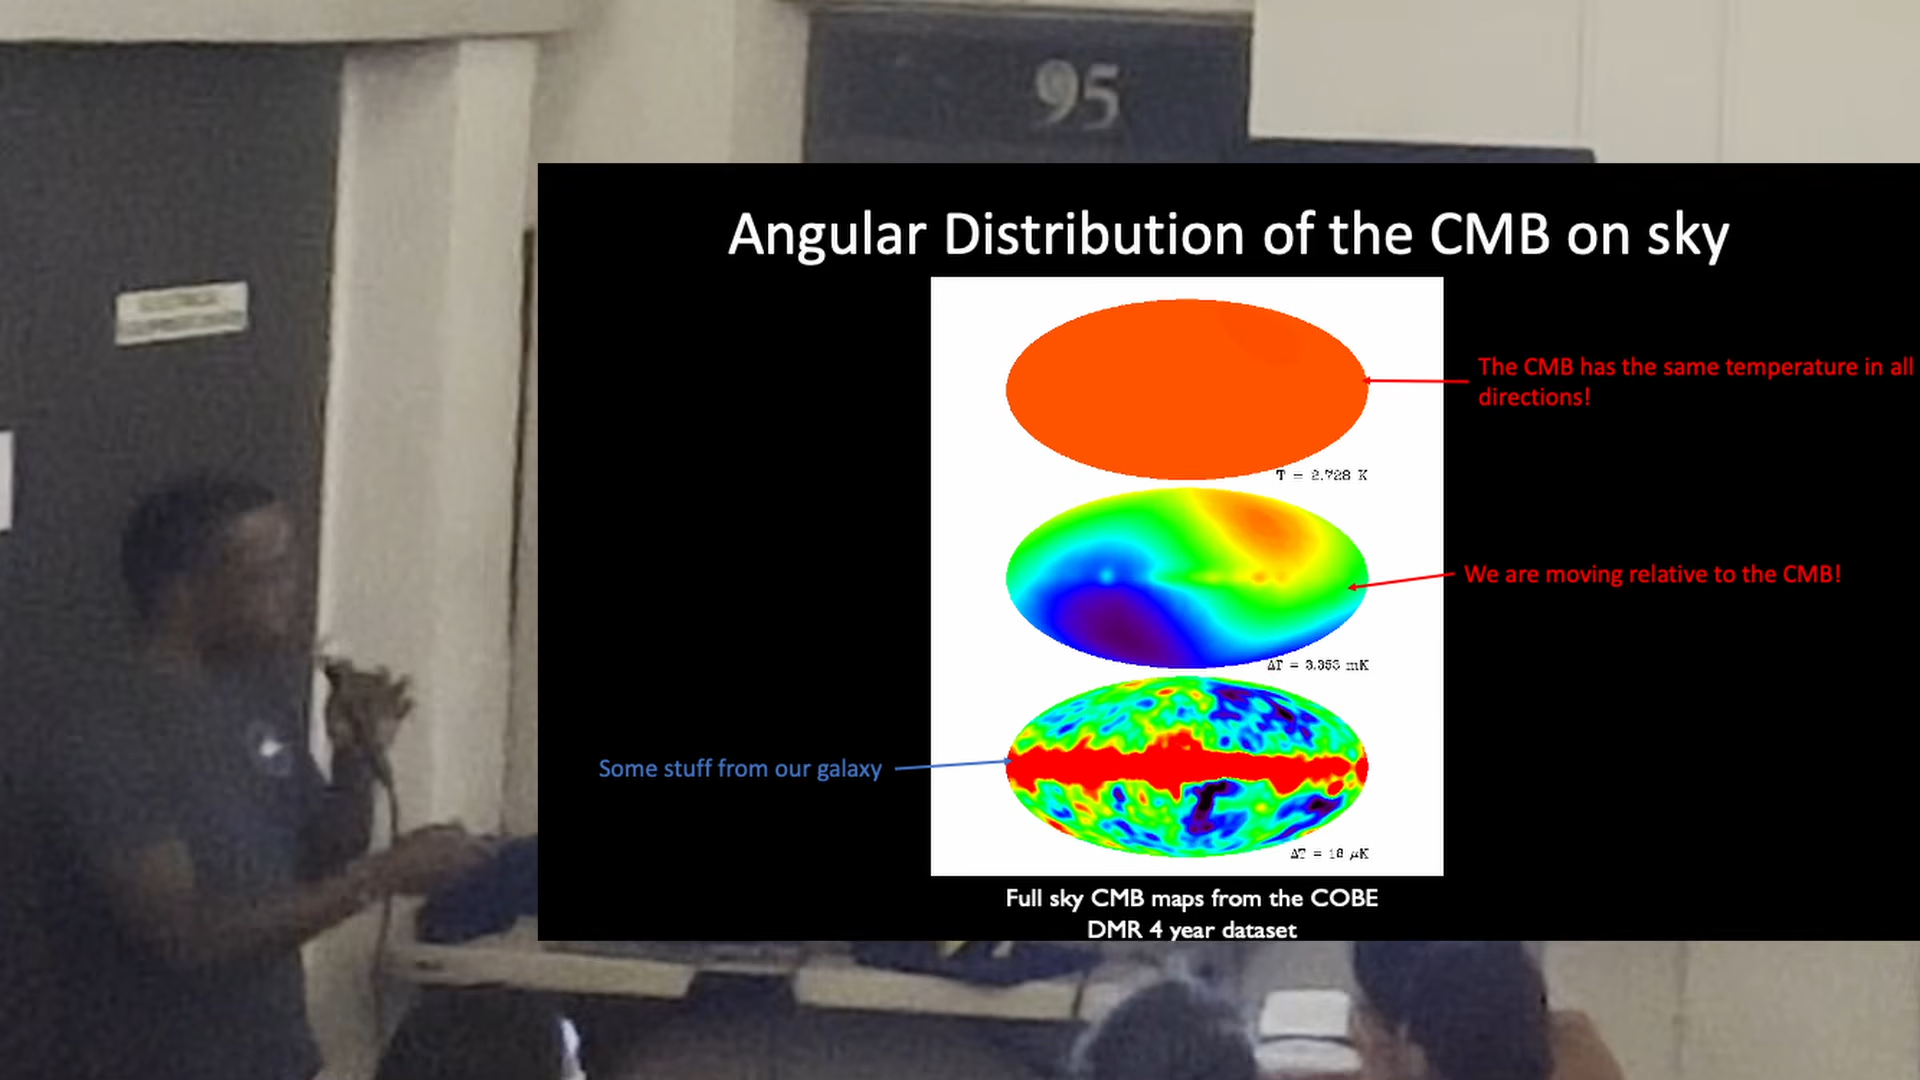 95
Angular Distribution of the CMB on sky
The CMB has the same temperature in all
directions!
T = 2.728 K
We are moving relative to the CMB!
ΔT = 3.353 mK
Some stuff from our galaxy
ΔT = 18 μK
Full sky CMB maps from the COBE
DMR 4 year dataset